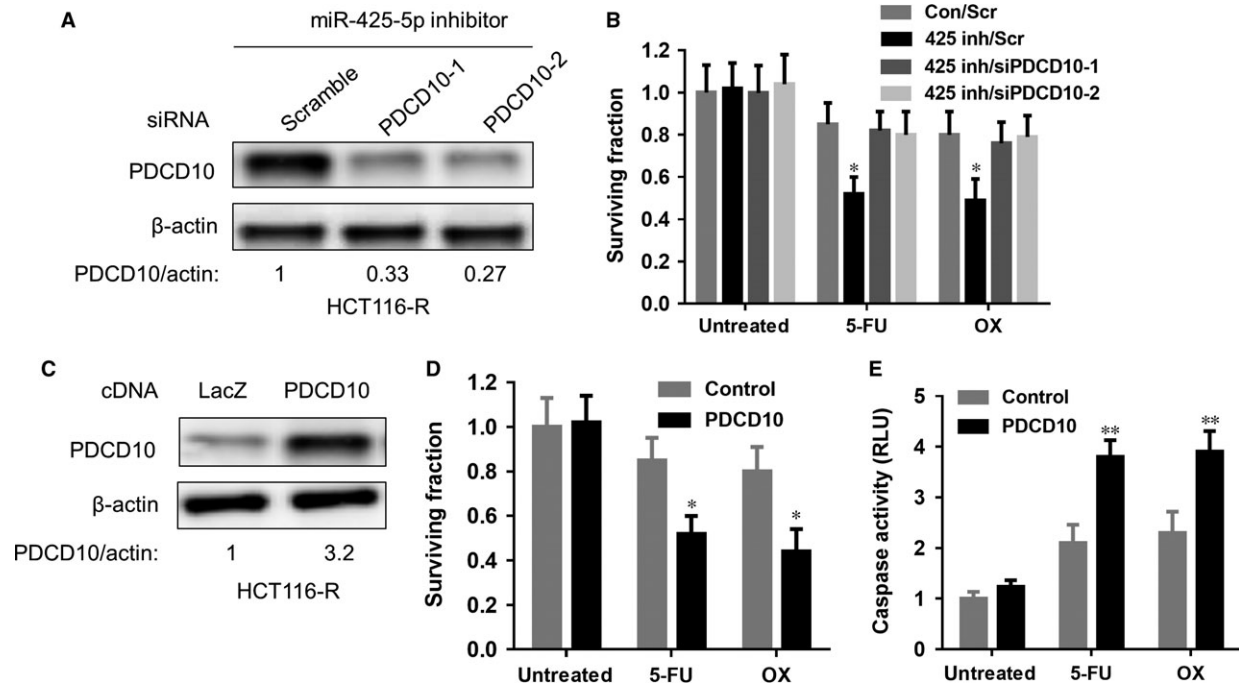 A
miR-425-5p inhibitor
siRNA
Scramble
PDCD10-1
PDCD10-2
PDCD10
β-actin
PDCD10/actin: 1 0.33 0.27
HCT116-R
B
Con/Scr
425 inh/Scr
425 inh/siPDCD10-1
425 inh/siPDCD10-2
Surviving fraction
1.2
1.0
0.8
0.6
0.4
0.2
0.0
*
*
Untreated 5-FU OX
C
cDNA LacZ PDCD10
PDCD10
β-actin
PDCD10/actin: 1 3.2
HCT116-R
D
Control
PDCD10
Surviving fraction
1.2
1.0
0.8
0.6
0.4
0.2
0.0
*
*
Untreated 5-FU OX
E
Control
PDCD10
Caspase activity (RLU)
5
4
3
2
1
0
**
**
Untreated 5-FU OX